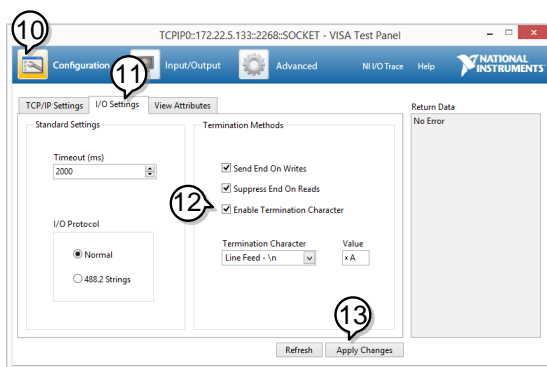 10
TCPIP0::172.22.5.133::2268::SOCKET - VISA Test Panel
Configuration
11
Input/Output
Advanced
NI I/O Trace
Help
NATIONAL INSTRUMENTS
TCP/IP Settings
I/O Settings
View Attributes
Return Data
No Error
Standard Settings
Timeout (ms)
2000
I/O Protocol
Normal
488.2 Strings
Termination Methods
Send End On Writes
Suppress End On Reads
12
Enable Termination Character
Termination Character
Value
Line Feed - \n
xA
13
Refresh
Apply Changes